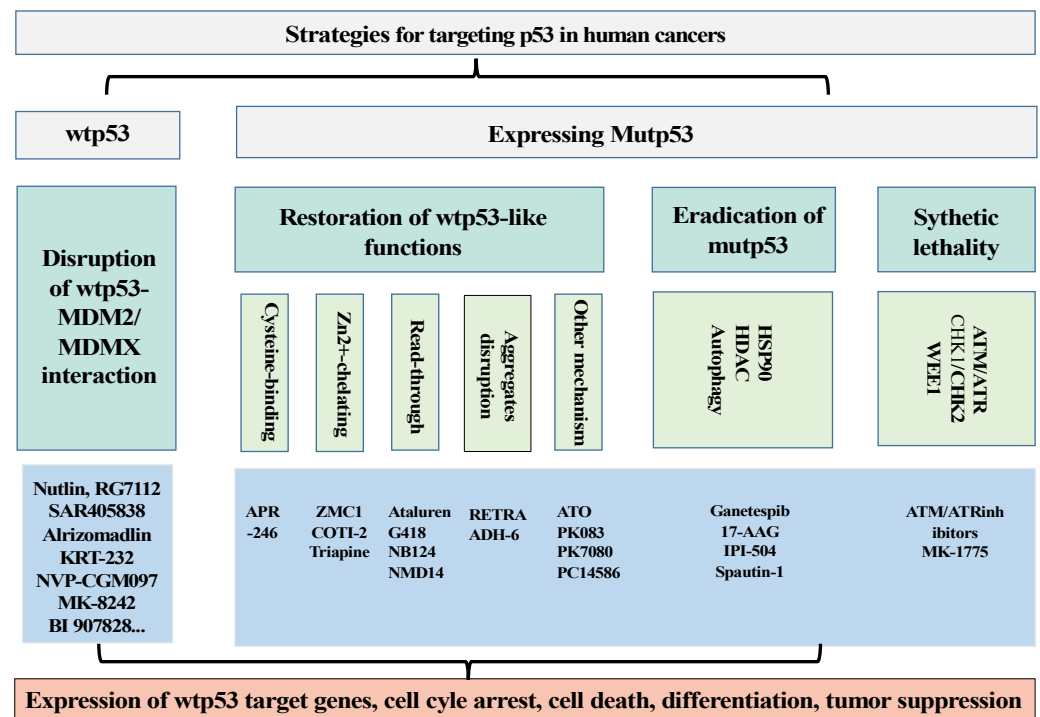 Strategies for targeting p53 in human cancers
wtp53
Expressing Mutp53
Disruption
of wtp53-
MDM2/
MDMX
interaction
Restoration of wtp53-like
functions
Eradication of
mutp53
Sythetic
lethality
Cysteine-binding
Zn2+-chelating
Read-through
Aggregates
disruption
Other mechanism
HSP90
HDAC
Autophagy
ATM/ATR
CHK1/CHK2
WEE1
Nutlin, RG7112
SAR405838
Alrizomadlin
KRT-232
NVP-CGM097
MK-8242
BI 907828...
APR
-246
ZMC1
COTI-2
Triapine
Ataluren
G418
NB124
NMD14
RETRA
ADH-6
ATO
PK083
PK7080
PC14586
Ganetespib
17-AAG
IPI-504
Spautin-1
ATM/ATRinh
ibitors
MK-1775
Expression of wtp53 target genes, cell cyle arrest, cell death, differentiation, tumor suppression